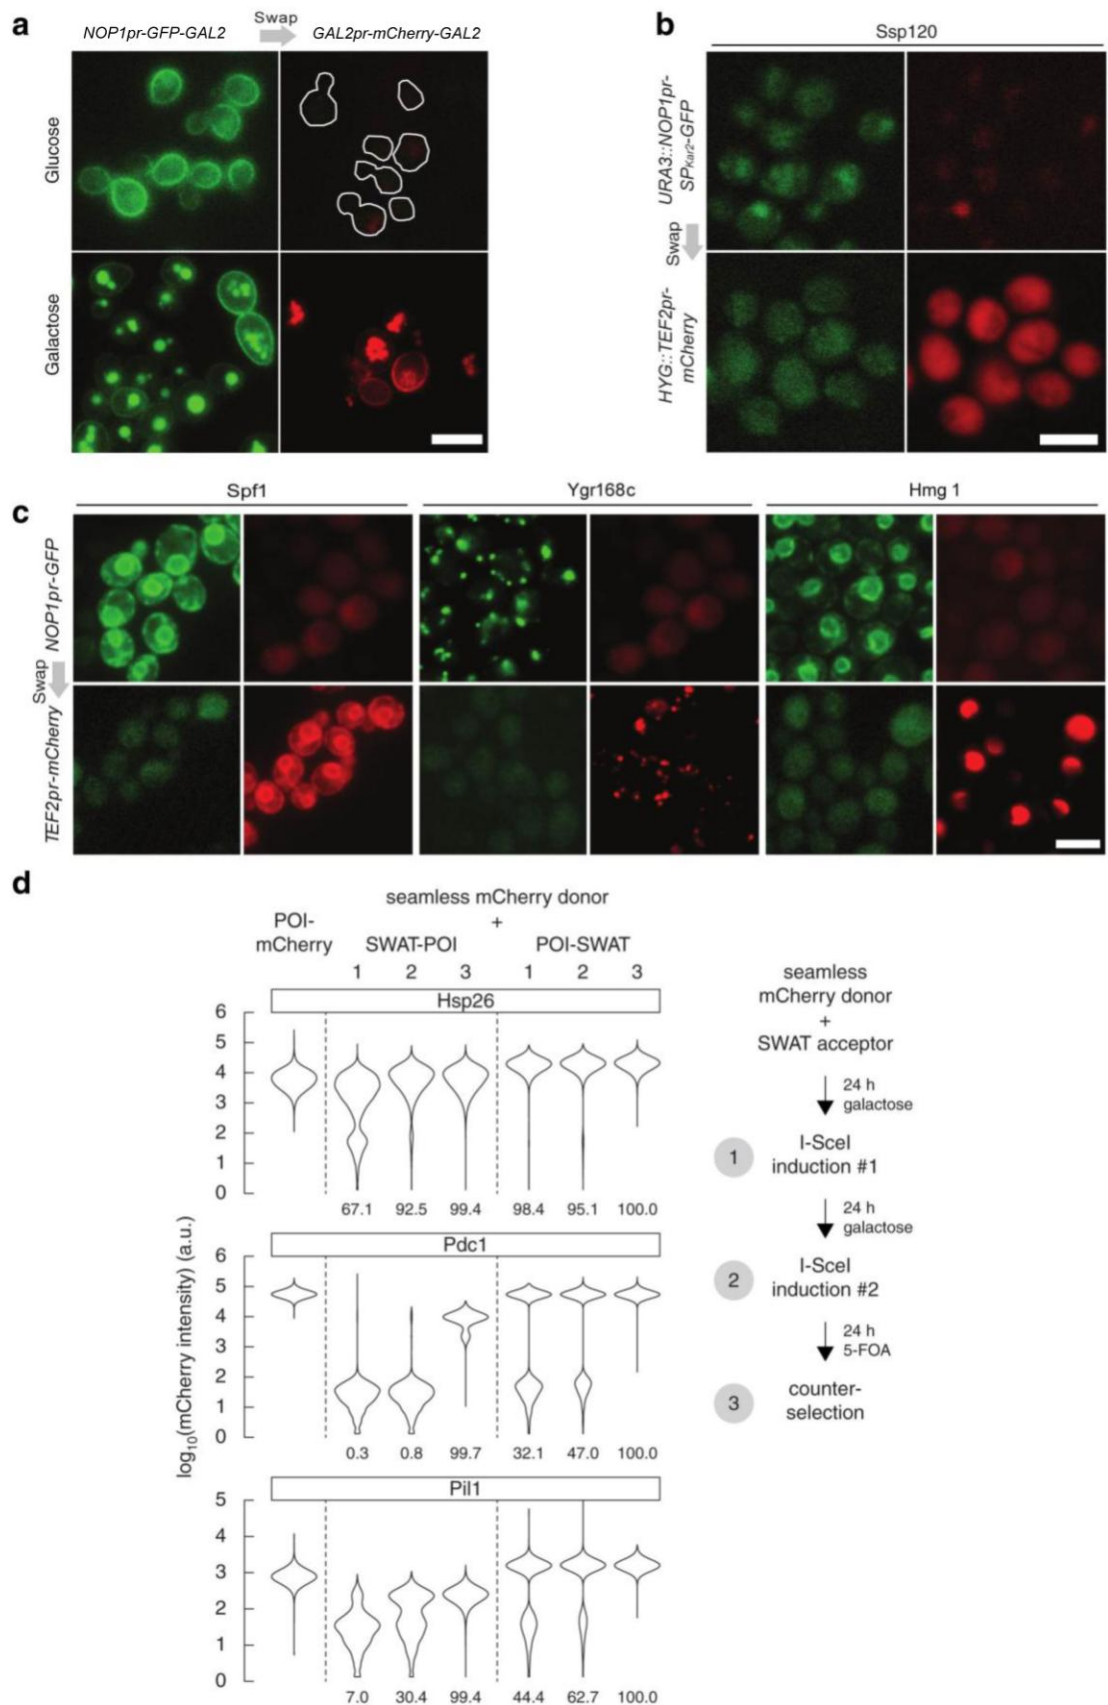 a
Swap
NOP1pr-GFP-GAL2
GAL2pr-mCherry-GAL2
Glucose
Galactose
b
Ssp120
URA3::NOP1pr-
SPKar2-GFP
Swap
HYG::TEF2pr-
mCherry
c
Spf1
Ygr168c
Hmg 1
NOP1pr-GFP
Swap
TEF2pr-mCherry
d
seamless mCherry donor
+
POI-
mCherry
SWAT-POI
POI-SWAT
1 2 3 1 2 3
Hsp26
6
5
4
3
2
1
0
67.1 92.5 99.4 98.4 95.1 100.0
Pdc1
6
5
4
3
2
1
0
0.3 0.8 99.7 32.1 47.0 100.0
Pil1
5
4
3
2
1
0
7.0 30.4 99.4 44.4 62.7 100.0
log10(mCherry intensity) (a.u.)
seamless
mCherry donor
+
SWAT acceptor
24 h
galactose
1
I-SceI
induction #1
24 h
galactose
2
I-SceI
induction #2
24 h
5-FOA
3
counter-
selection